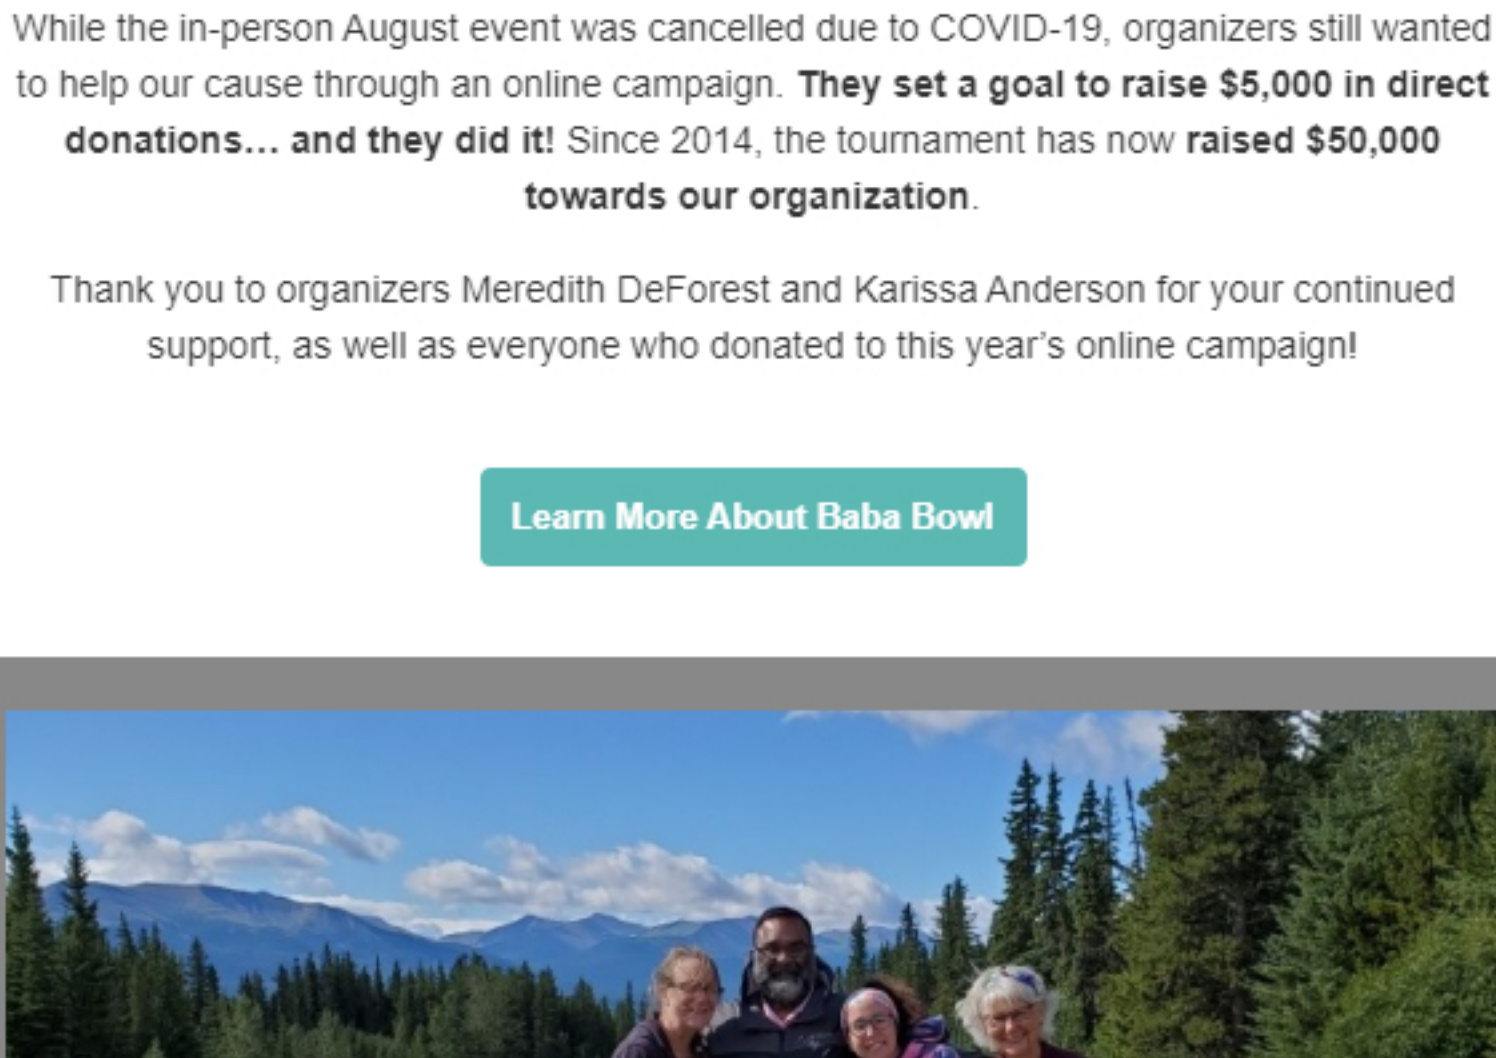 While the in-person August event was cancelled due to COVID-19, organizers still wanted
to help our cause through an online campaign. They set a goal to raise $5,000 in direct
donations... and they did it! Since 2014, the tournament has now raised $50,000
towards our organization.
Thank you to organizers Meredith DeForest and Karissa Anderson for your continued
support, as well as everyone who donated to this year’s online campaign!
Learn More About Baba Bowl